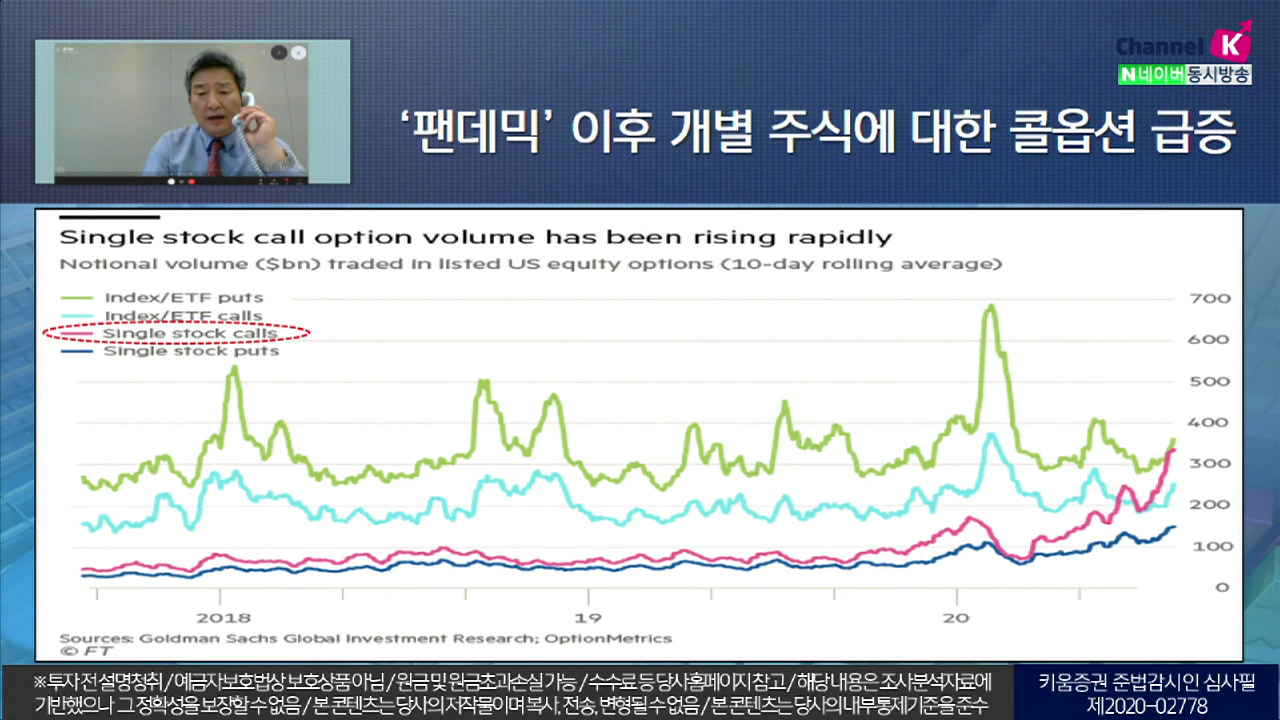 Channel K
N네이버 동시방송
‘팬데믹’ 이후 개별 주식에 대한 콜옵션 급증
Single stock call option volume has been rising rapidly
Notional volume ($bn) traded in listed US equity options (10-day rolling average)
Index/ETF puts
Index/ETF calls
Single stock calls
Single stock puts
700
600
500
400
300
200
100
0
2018 19 20
Sources: Goldman Sachs Global Investment Research; OptionMetrics
© FT
※ 투자 전 설명청취 / 예금자보호법상 보호상품 아님 / 원금 및 원금초과손실 가능 / 수수료 등 당사홈페이지 참고 / 해당 내용은 조사분석자료에
기반했으나 그 정확성을 보장할 수 없음 / 본 콘텐츠는 당사의 저작물이며 복사, 전송, 변형될 수 없음 / 본 콘텐츠는 당사의 내부통제기준을 준수
키움증권 준법감시인 심사필
제2020-02778